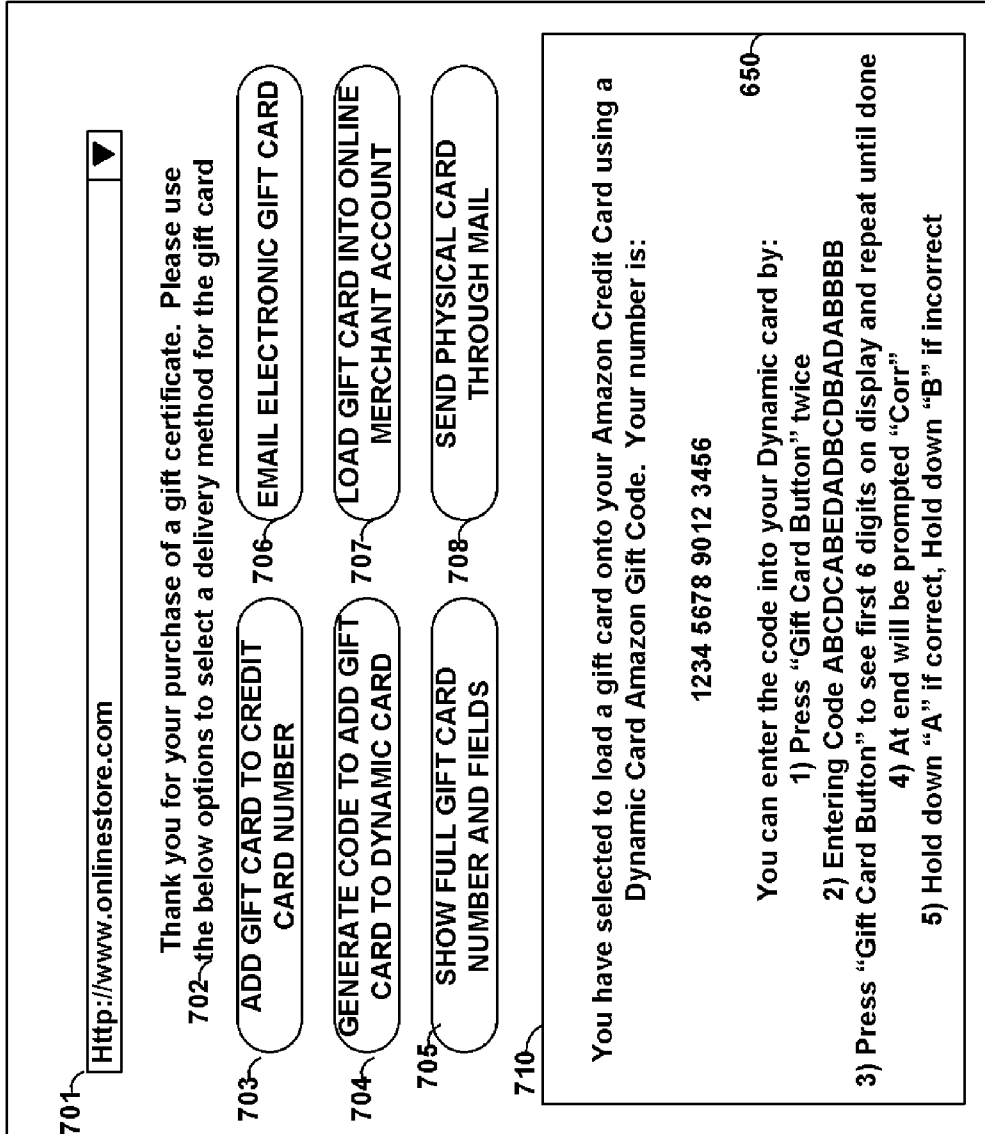 701
Http://www.onlinestore.com
Thank you for your purchase of a gift certificate. Please use
702 the below options to select a delivery method for the gift card
703
ADD GIFT CARD TO CREDIT
CARD NUMBER
706
EMAIL ELECTRONIC GIFT CARD
704
GENERATE CODE TO ADD GIFT
CARD TO DYNAMIC CARD
707
LOAD GIFT CARD INTO ONLINE
MERCHANT ACCOUNT
705
SHOW FULL GIFT CARD
NUMBER AND FIELDS
708
SEND PHYSICAL CARD
THROUGH MAIL
710
You have selected to load a gift card onto your Amazon Credit Card using a
Dynamic Card Amazon Gift Code. Your number is:
1234 5678 9012 3456
650
You can enter the code into your Dynamic card by:
1) Press “Gift Card Button” twice
2) Entering Code ABCDCABEDADBCDBADABBBB
3) Press “Gift Card Button” to see first 6 digits on display and repeat until done
4) At end will be prompted “Corr”
5) Hold down “A” if correct, Hold down “B” if incorrect